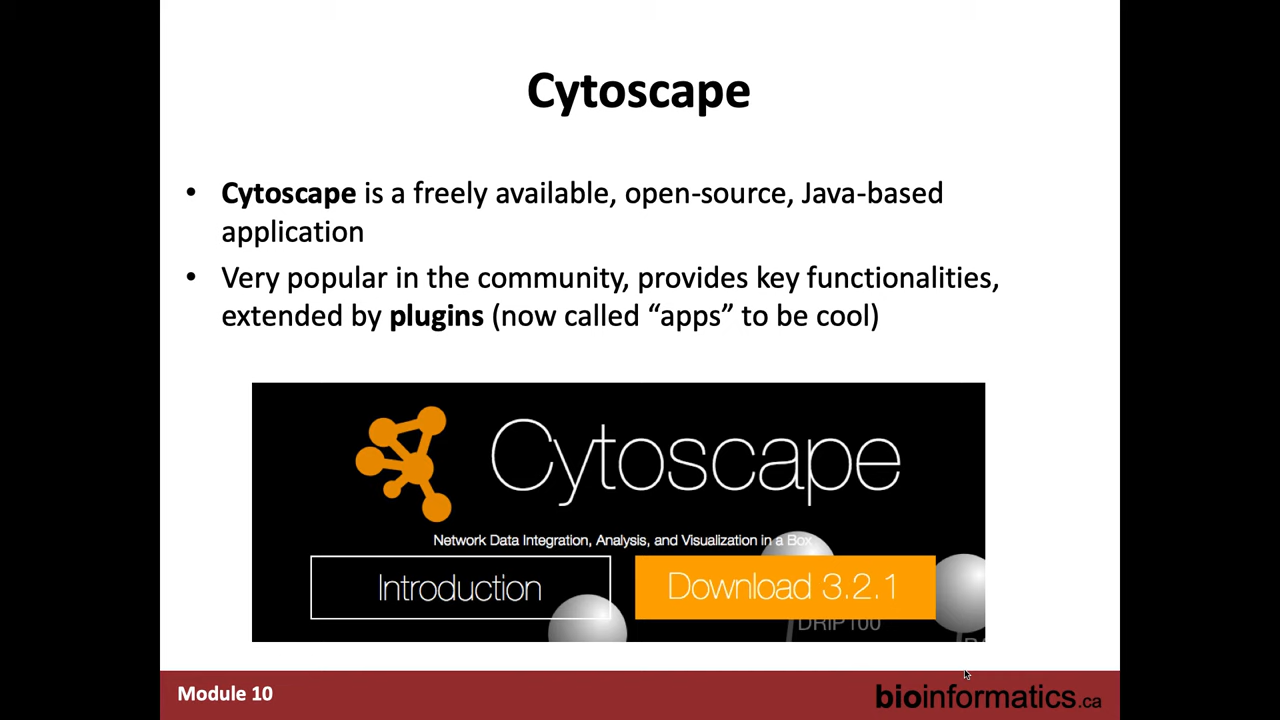 Cytoscape
• Cytoscape is a freely available, open-source, Java-based
application
• Very popular in the community, provides key functionalities,
extended by plugins (now called “apps” to be cool)
Cytoscape
Network Data Integration, Analysis, and Visualization in a Box
Introduction
Download 3.2.1
DRIP100
Module 10
bioinformatics.ca